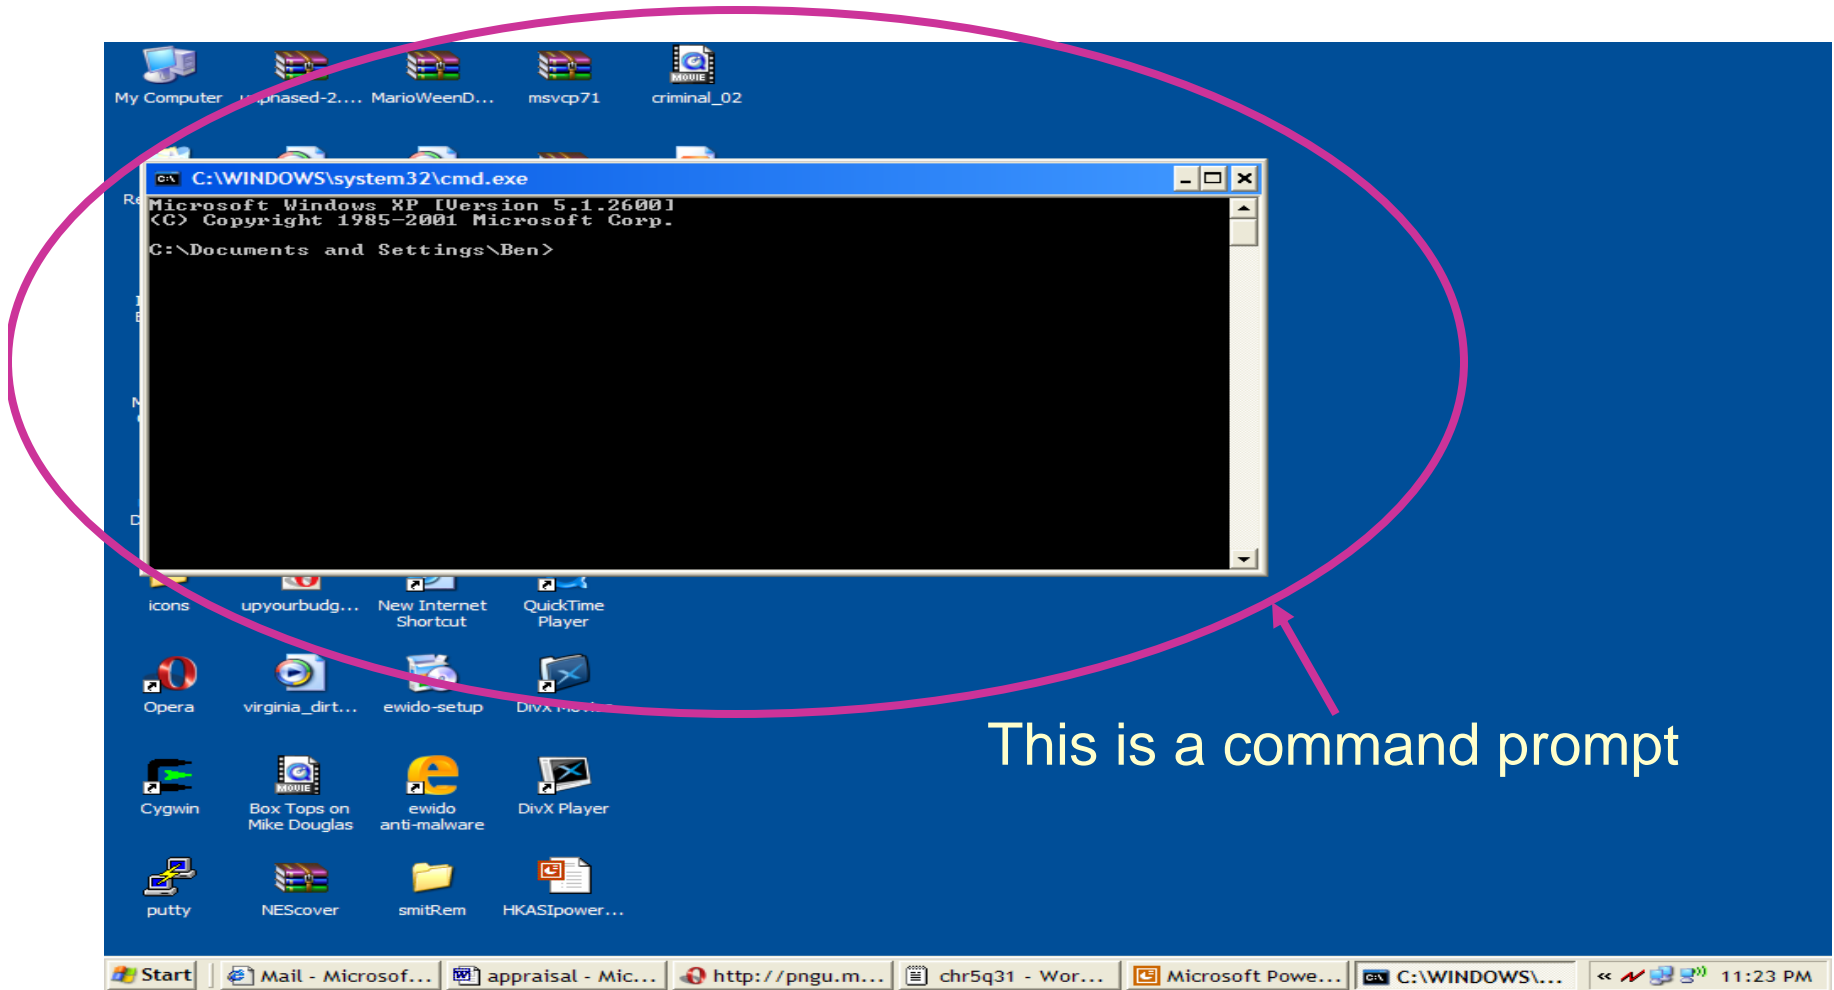 My Computer
MarioWeenD...
msvcp71
MOVIE
criminal_02
C:\WINDOWS\system32\cmd.exe
Microsoft Windows XP [Version 5.1.2600]
(C) Copyright 1985-2001 Microsoft Corp.
C:\Documents and Settings\Ben>
icons
upyourbudg...
New Internet
Shortcut
QuickTime
Player
Opera
virginia_dirt...
ewido-setup
DivX
This is a command prompt
Cygwin
MOVIE
Box Tops on
Mike Douglas
ewido
anti-malware
DivX Player
putty
NEScover
smitRem
HKASIpower...
Start
Mail - Microsof...
appraisal - Mic...
http://pngu.m...
chr5q31 - Wor...
Microsoft Powe...
C:\WINDOWS\...
11:23 PM